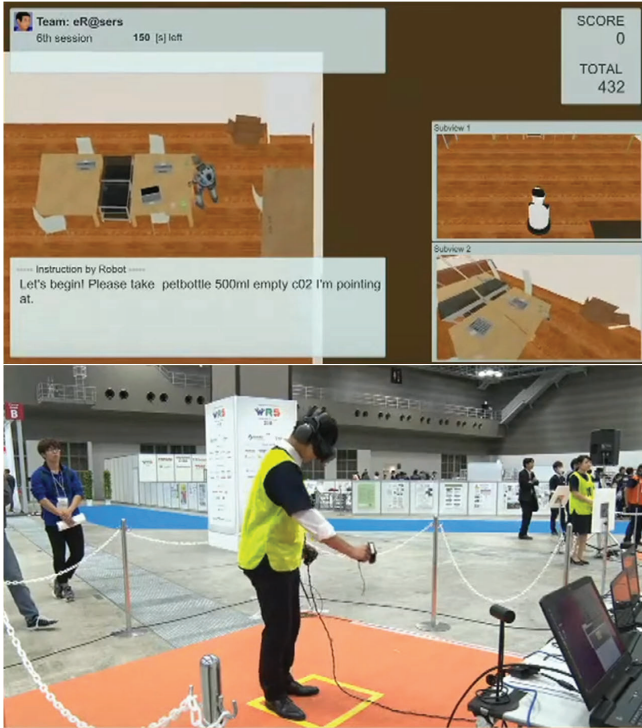 Team: eR@sers
6th session 150 [s] left
SCORE
0
TOTAL
432
Subview 1
Subview 2
----- Instruction by Robot -----
Let's begin! Please take petbottle 500ml empty c02 I'm pointing
at.
B
WRS
WRS